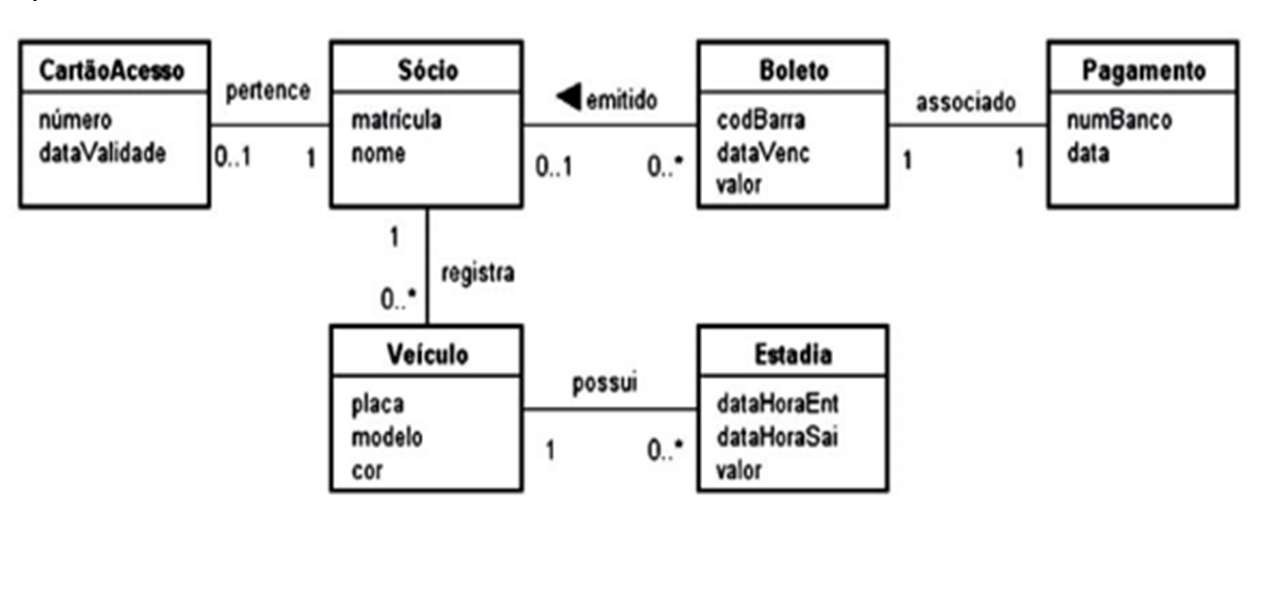 CartãoAcesso
número
dataValidade
pertence
0..1
1
Sócio
matrícula
nome
emitido
0..1
0..*
Boleto
codBarra
dataVenc
valor
associado
1
1
Pagamento
numBanco
data
1
registra
0..*
Veículo
placa
modelo
cor
possui
1
0..*
Estadia
dataHoraEnt
dataHoraSai
valor